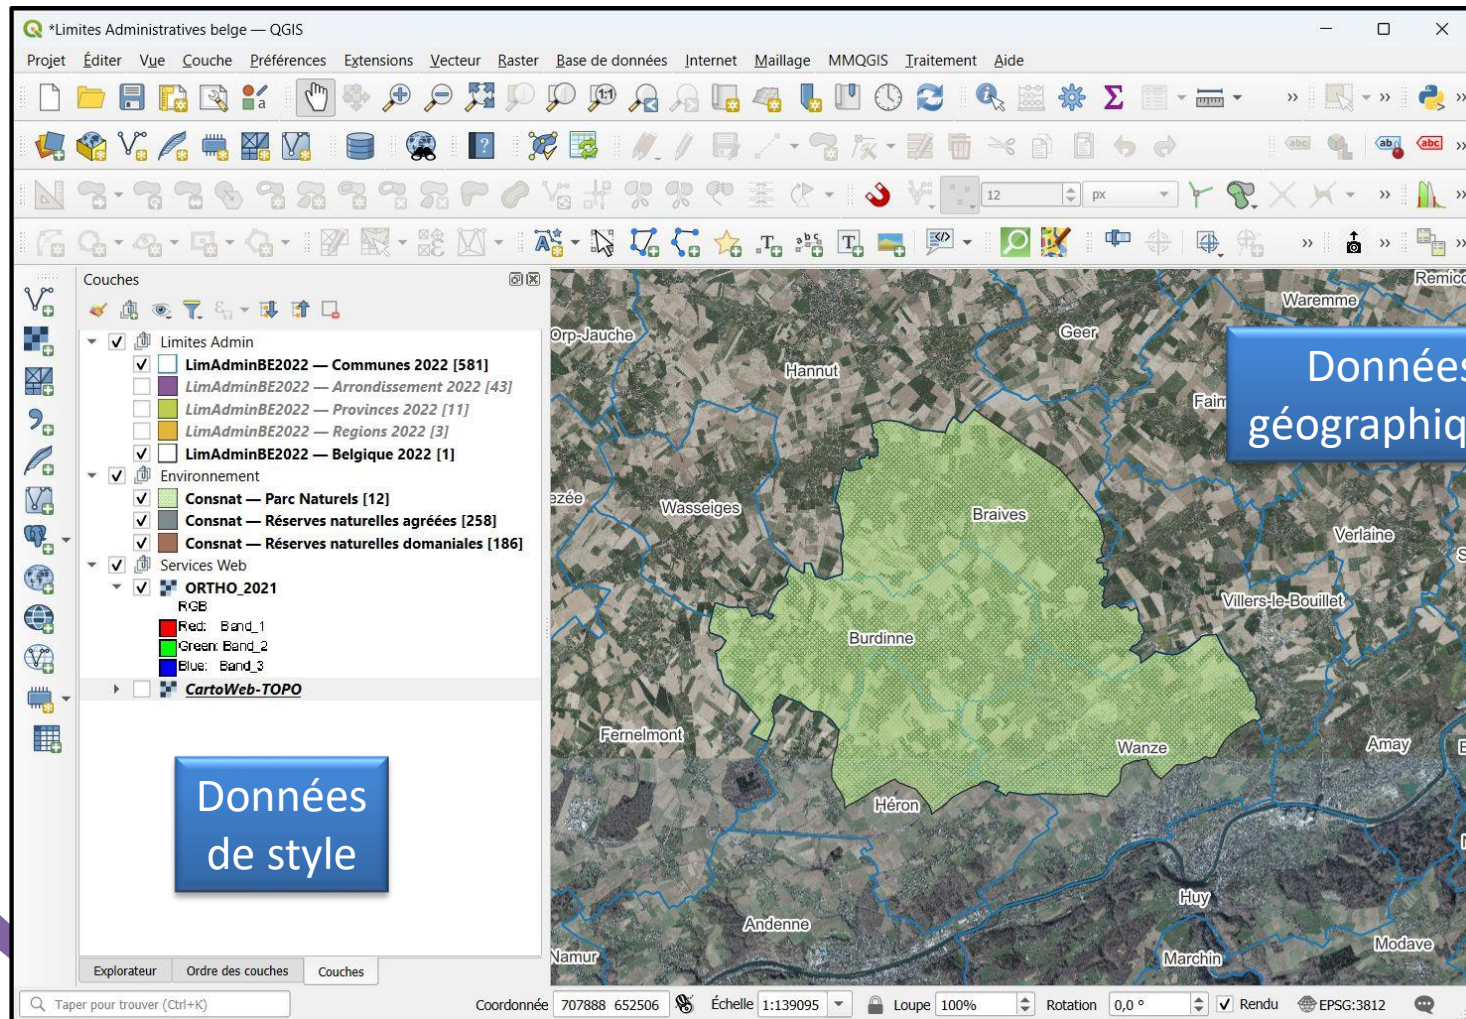 *Limites Administratives belge — QGIS
Projet Éditer Vue Couche Préférences Extensions Vecteur Raster Base de données Internet Maillage MMQGIS Traitement Aide
12 px
Couches
Limites Admin
LimAdminBE2022 — Communes 2022 [581]
LimAdminBE2022 — Arrondissement 2022 [43]
LimAdminBE2022 — Provinces 2022 [11]
LimAdminBE2022 — Regions 2022 [3]
LimAdminBE2022 — Belgique 2022 [1]
Environnement
Consnat — Parc Naturels [12]
Consnat — Réserves naturelles agréées [258]
Consnat — Réserves naturelles domaniales [186]
Services Web
ORTHO_2021
RGB
Red: Band_1
Green: Band_2
Blue: Band_3
CartoWeb-TOPO
Données
de style
Explorateur Ordre des couches Couches
Remico
Waremme
Orp-Jauche
Geer
Hannut
Faim
Données
géographiq
ezée
Wasseiges
Braives
Verlaine
Villers-le-Bouillet
Burdinne
Fernelmont
Wanze
Amay
Héron
Huy
Andenne
Namur
Marchin
Modave
Taper pour trouver (Ctrl+K) Coordonnée 707888 652506 Échelle 1:139095 Loupe 100% Rotation 0,0 ° Rendu EPSG:3812